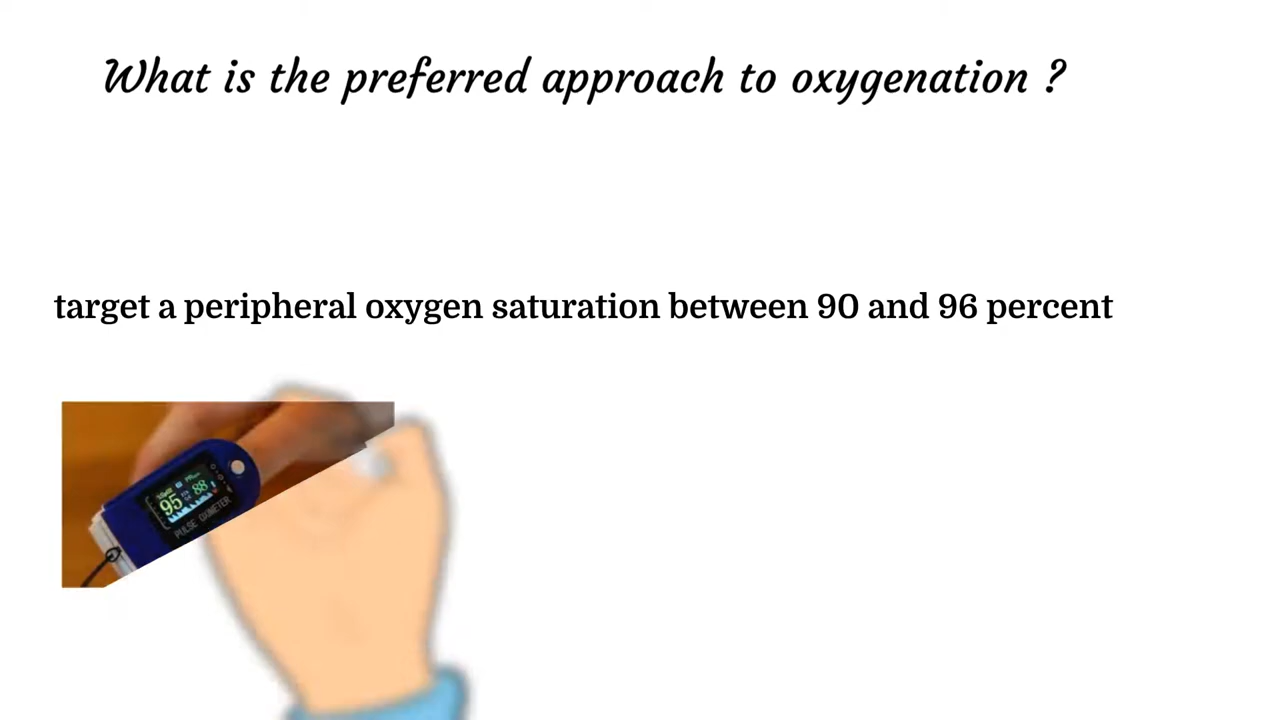 What is the preferred approach to oxygenation ?
target a peripheral oxygen saturation between 90 and 96 percent
95
88
PULSE OXIMETER